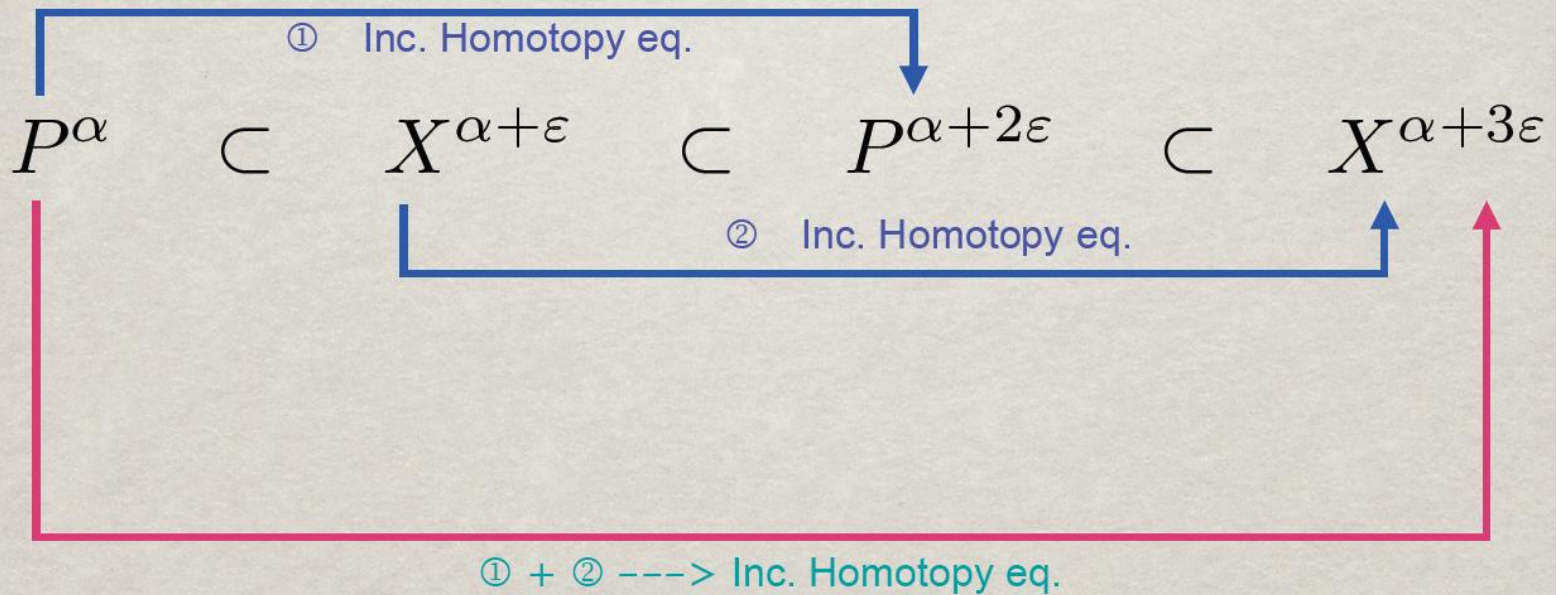 ① Inc. Homotopy eq.
P^α ⊂ X^{α+ε} ⊂ P^{α+2ε} ⊂ X^{α+3ε}
② Inc. Homotopy eq.
① + ② ---> Inc. Homotopy eq.